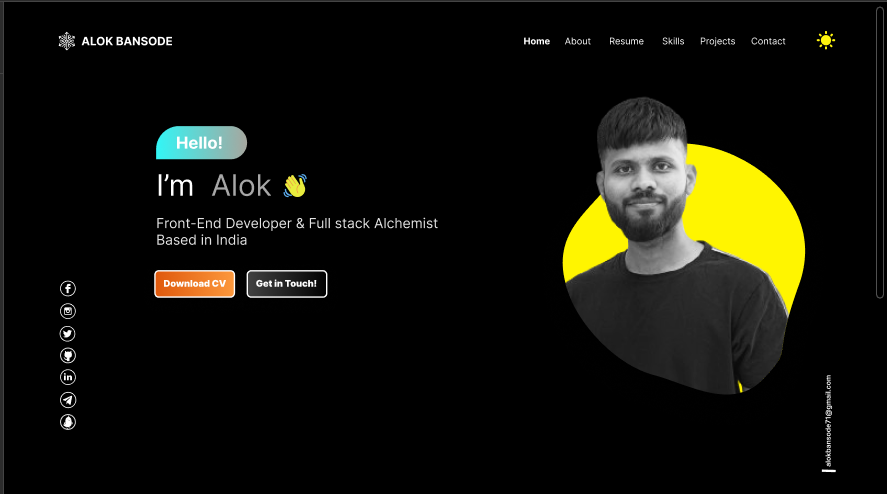 ALOK BANSODE
Home About Resume Skills Projects Contact
Hello!
I'm Alok
Front-End Developer & Full stack Alchemist
Based in India
Download CV Get in Touch!
alokbansode71@gmail.com